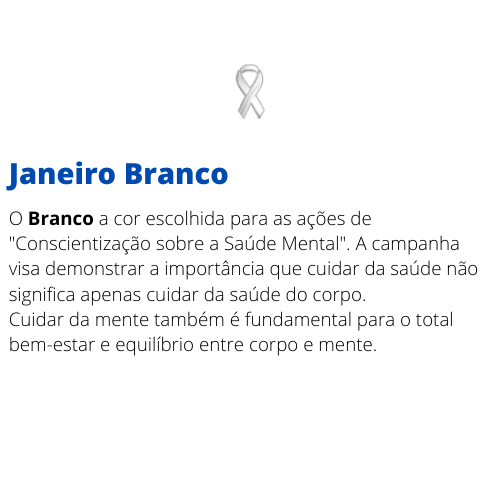 Janeiro Branco
O Branco a cor escolhida para as ações de
"Conscientização sobre a Saúde Mental". A campanha
visa demonstrar a importância que cuidar da saúde não
significa apenas cuidar da saúde do corpo.
Cuidar da mente também é fundamental para o total
bem-estar e equilíbrio entre corpo e mente.